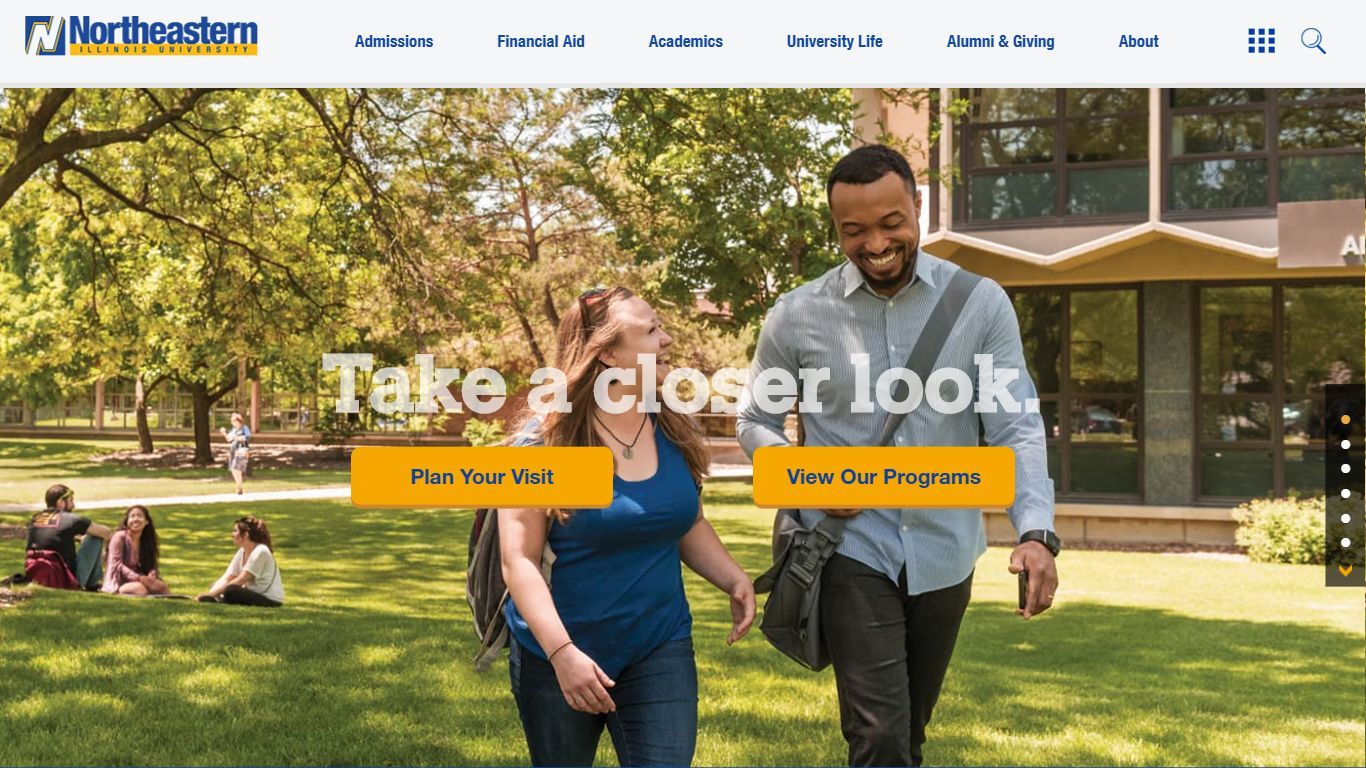 Northeastern
ILLINOIS UNIVERSITY
Admissions
Financial Aid
Academics
University Life
Alumni & Giving
About
Take a closer look.
Plan Your Visit
View Our Programs